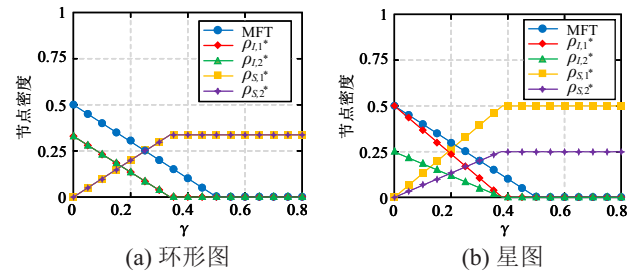 1
0.75
0.5
0.25
0
0
0.2
0.4
0.6
0.8
节点密度
γ
MFT
ρI,1*
ρI,2*
ρS,1*
ρS,2*
(a) 环形图
1
0.75
0.5
0.25
0
0
0.2
0.4
0.6
0.8
节点密度
γ
MFT
ρI,1*
ρI,2*
ρS,1*
ρS,2*
(b) 星图